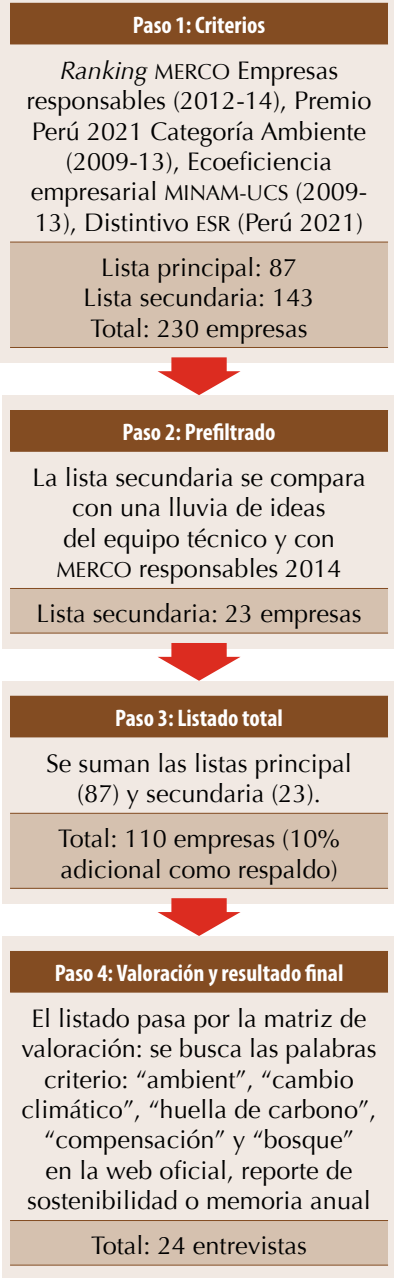 Paso 1: Criterios
Ranking MERCO Empresas
responsables (2012-14), Premio
Perú 2021 Categoría Ambiente
(2009-13), Ecoeficiencia
empresarial MINAM-UCS (2009-
13), Distintivo ESR (Perú 2021)
Lista principal: 87
Lista secundaria: 143
Total: 230 empresas
Paso 2: Prefiltrado
La lista secundaria se compara
con una lluvia de ideas
del equipo técnico y con
MERCO responsables 2014
Lista secundaria: 23 empresas
Paso 3: Listado total
Se suman las listas principal
(87) y secundaria (23).
Total: 110 empresas (10%
adicional como respaldo)
Paso 4: Valoración y resultado final
El listado pasa por la matriz de
valoración: se busca las palabras
criterio: “ambient”, “cambio
climático”, “huella de carbono”,
“compensación” y “bosque”
en la web oficial, reporte de
sostenibilidad o memoria anual
Total: 24 entrevistas